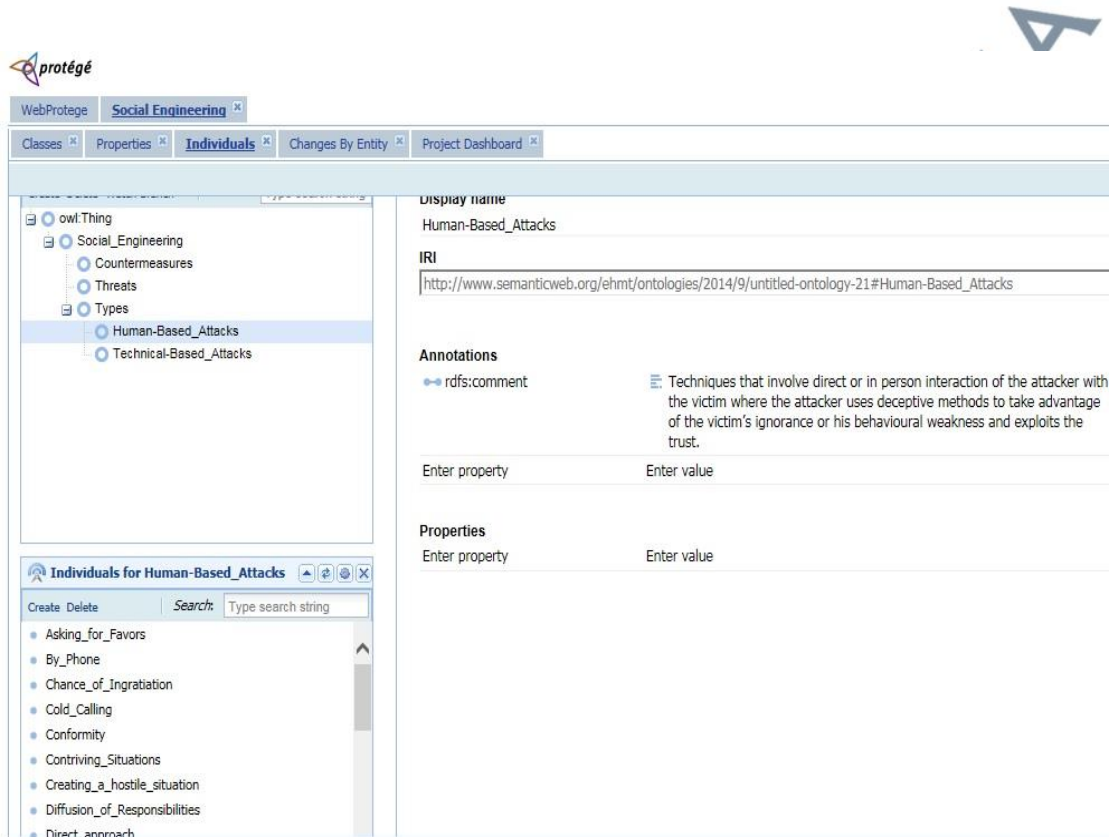 protégé
WebProtege Social Engineering
Classes Properties Individuals Changes By Entity Project Dashboard
Type search string
Display name
owl:Thing
Social_Engineering
Countermeasures
Threats
Types
Human-Based_Attacks
Technical-Based_Attacks
Human-Based_Attacks
IRI
http://www.semanticweb.org/ehmt/ontologies/2014/9/untitled-ontology-21#Human-Based_Attacks
Annotations
rdfs:comment
Techniques that involve direct or in person interaction of the attacker with
the victim where the attacker uses deceptive methods to take advantage
of the victim's ignorance or his behavioural weakness and exploits the
trust.
Enter property Enter value
Properties
Enter property Enter value
Individuals for Human-Based_Attacks
Create Delete Search: Type search string
Asking_for_Favors
By_Phone
Chance_of_Ingratiation
Cold_Calling
Conformity
Contriving_Situations
Creating_a_hostile_situation
Diffusion_of_Responsibilities
Direct_approach